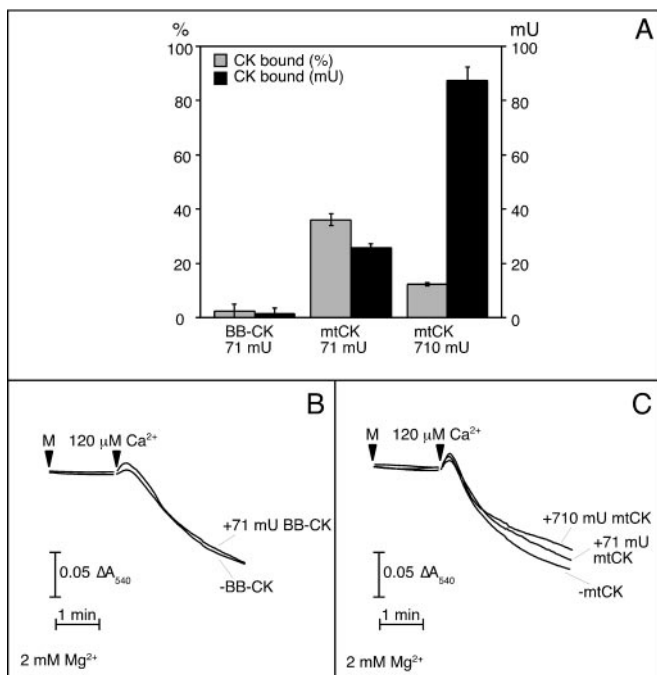 % mU A
100 100
CK bound (%)
CK bound (mU)
80 80
60 60
40 40
20 20
0 0
BB-CK mtCK mtCK
71 mU 71 mU 710 mU
B
M 120 µM Ca²⁺
+71 mU BB-CK
-BB-CK
0.05 ΔA₅₄₀
1 min
2 mM Mg²⁺
C
M 120 µM Ca²⁺
+710 mU mtCK
+71 mU
mtCK
-mtCK
0.05 ΔA₅₄₀
1 min
2 mM Mg²⁺